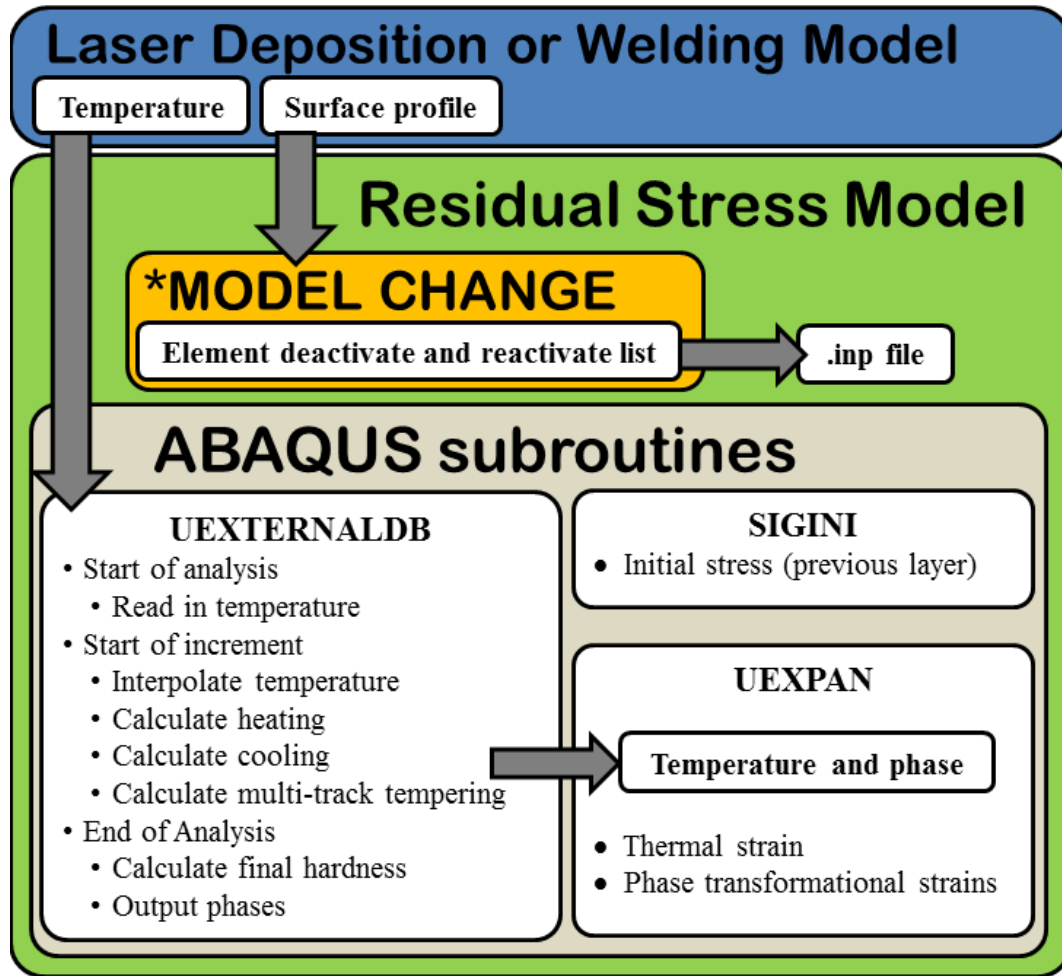 Laser Deposition or Welding Model
Temperature
Surface profile
Residual Stress Model
*MODEL CHANGE
Element deactivate and reactivate list
.inp file
ABAQUS subroutines
UEXTERNALDB
• Start of analysis
• Read in temperature
• Start of increment
• Interpolate temperature
• Calculate heating
• Calculate cooling
• Calculate multi-track tempering
• End of Analysis
• Calculate final hardness
• Output phases
SIGINI
• Initial stress (previous layer)
UEXPAN
Temperature and phase
• Thermal strain
• Phase transformational strains